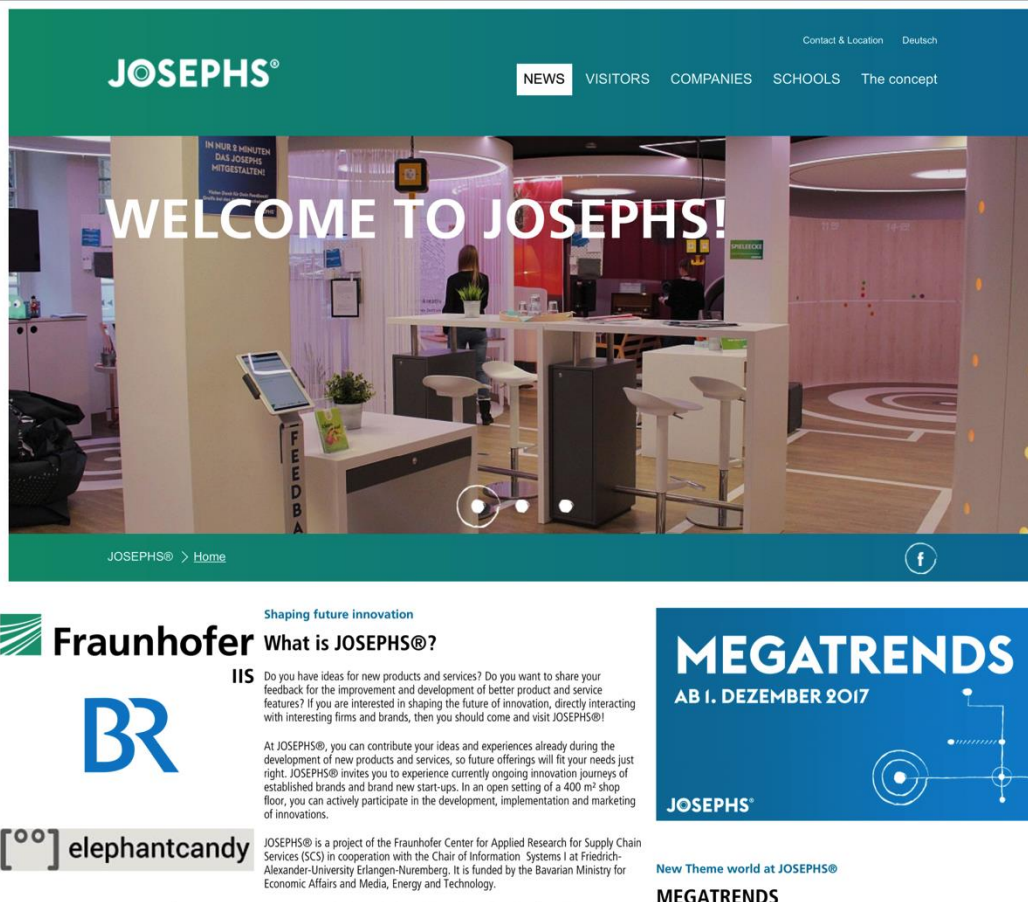 Contact & Location Deutsch
JOSEPHS®
NEWS VISITORS COMPANIES SCHOOLS The concept
IN NUR 2 MINUTEN
DAS JOSEPHS
MITGESTALTEN!
WELCOME TO JOSEPHS!
SPIELECKE
FEEDBA
JOSEPHS® > Home
f
Fraunhofer
IIS
BR
[°°] elephantcandy
Shaping future innovation
What is JOSEPHS®?
Do you have ideas for new products and services? Do you want to share your
feedback for the improvement and development of better product and service
features? If you are interested in shaping the future of innovation, directly interacting
with interesting firms and brands, then you should come and visit JOSEPHS®!
At JOSEPHS®, you can contribute your ideas and experiences already during the
development of new products and services, so future offerings will fit your needs just
right. JOSEPHS® invites you to experience currently ongoing innovation journeys of
established brands and brand new start-ups. In an open setting of a 400 m² shop
floor, you can actively participate in the development, implementation and marketing
of innovations.
JOSEPHS® is a project of the Fraunhofer Center for Applied Research for Supply Chain
Services (SCS) in cooperation with the Chair of Information Systems I at Friedrich-
Alexander-University Erlangen-Nuremberg. It is funded by the Bavarian Ministry for
Economic Affairs and Media, Energy and Technology.
MEGATRENDS
AB 1. DEZEMBER 2017
JOSEPHS®
New Theme world at JOSEPHS®
MEGATRENDS